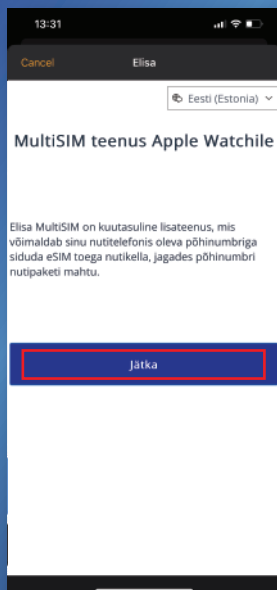 13:31
Cancel
Elisa
Eesti (Estonia)
MultiSIM teenus Apple Watchile
Elisa MultiSIM on kuutasuline lisateenus, mis
võimaldab sinu nutitelefonis oleva põhinumbriga
siduda eSIM toega nutikella, jagades põhinumbri
nutipaketi mahtu.
Jätka